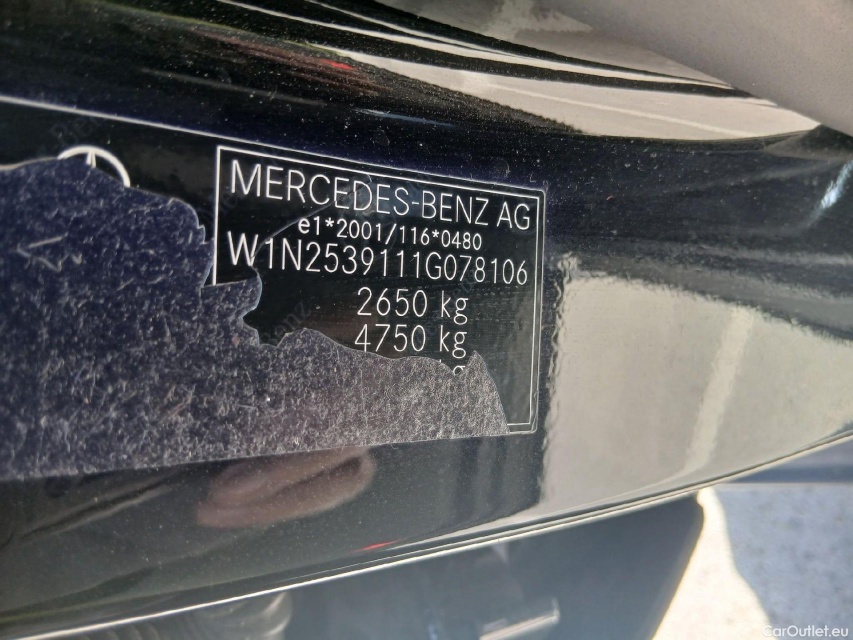 MERCEDES-BENZ AG
e1*2001/116*0480
W1N2539111G078106
2650 kg
4750 kg
CarOutlet.eu